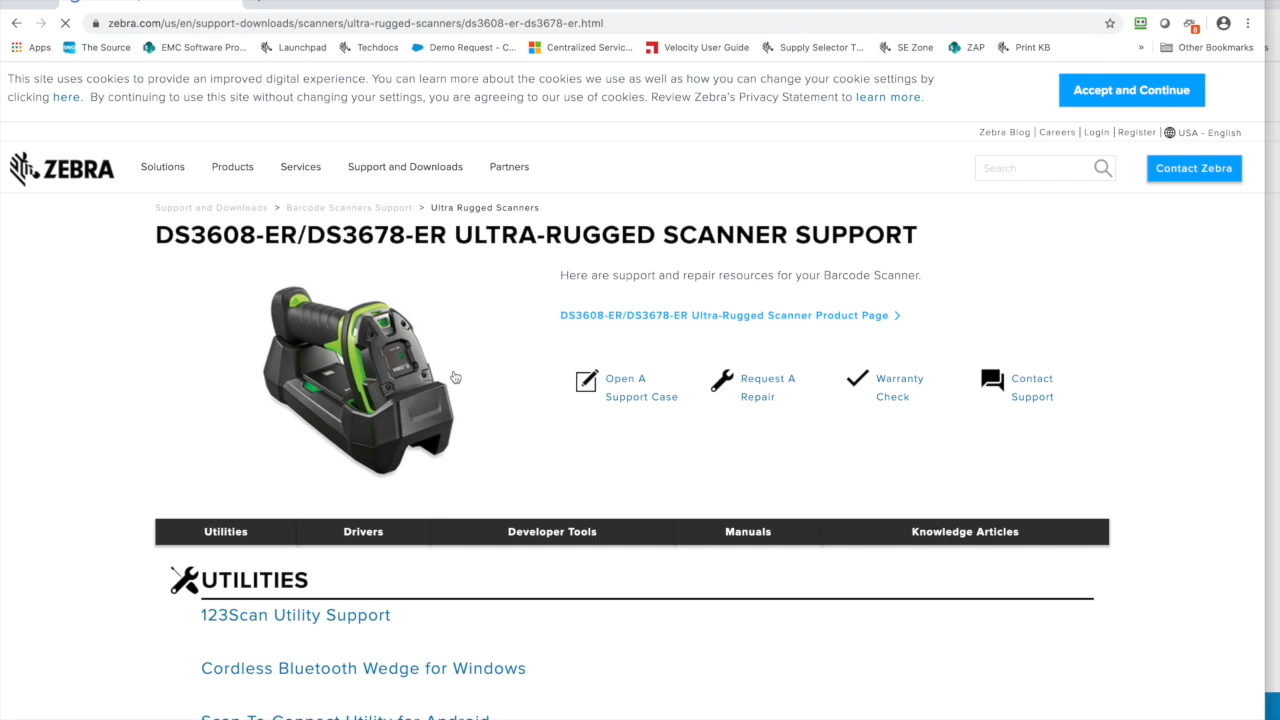 zebra.com/us/en/support-downloads/scanners/ultra-rugged-scanners/ds3608-er-ds3678-er.html
Apps The Source EMC Software Pro... Launchpad Techdocs Demo Request - C... Centralized Servic... Velocity User Guide Supply Selector T... SE Zone ZAP Print KB » Other Bookmarks
This site uses cookies to provide an improved digital experience. You can learn more about the cookies we use as well as how you can change your cookie settings by
clicking here. By continuing to use this site without changing your settings, you are agreeing to our use of cookies. Review Zebra's Privacy Statement to learn more.
Accept and Continue
Zebra Blog | Careers | Login | Register | USA - English
ZEBRA
Solutions Products Services Support and Downloads Partners
Search
Contact Zebra
Support and Downloads > Barcode Scanners Support > Ultra Rugged Scanners
DS3608-ER/DS3678-ER ULTRA-RUGGED SCANNER SUPPORT
Here are support and repair resources for your Barcode Scanner.
DS3608-ER/DS3678-ER Ultra-Rugged Scanner Product Page >
Open A
Support Case
Request A
Repair
Warranty
Check
Contact
Support
Utilities Drivers Developer Tools Manuals Knowledge Articles
UTILITIES
123Scan Utility Support
Cordless Bluetooth Wedge for Windows
Scan To Connect Utility for Android